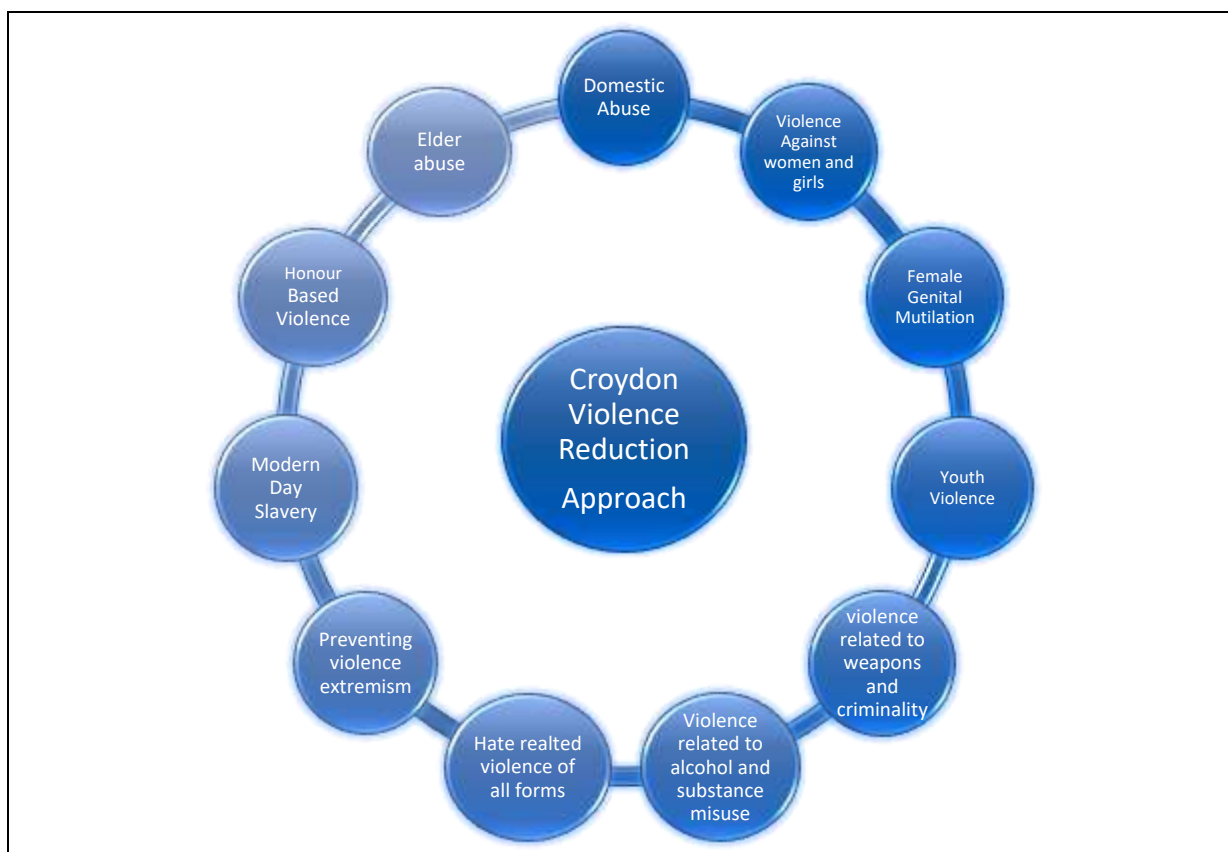 Domestic
Abuse
Violence
Against
women and
girls
Female
Genital
Mutilation
Youth
Violence
violence
related to
weapons
and
criminality
Violence
related to
alcohol and
substance
misuse
Hate realted
violence of
all forms
Preventing
violence
extremism
Modern
Day
Slavery
Honour
Based
Violence
Elder
abuse
Croydon
Violence
Reduction
Approach